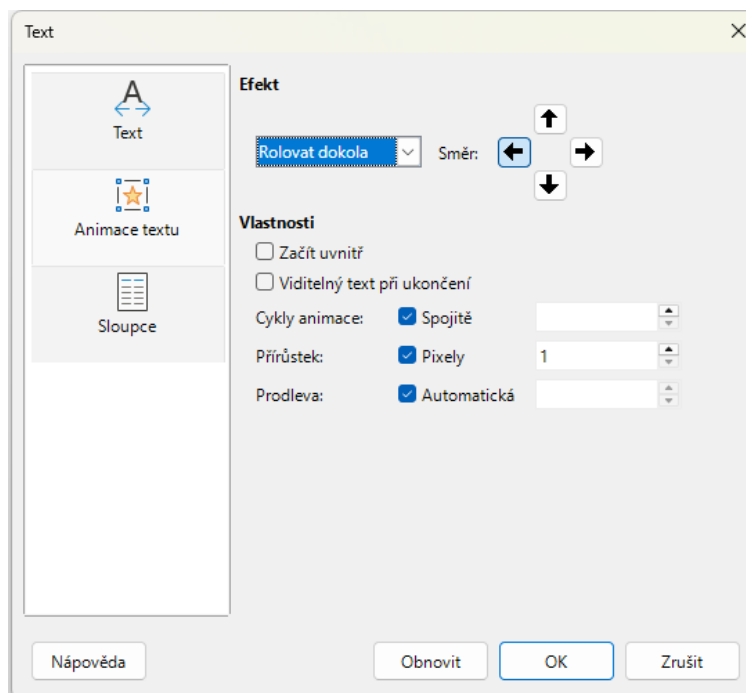 Text
Text
Animace textu
Sloupce
Efekt
Rolovat dokola Směr:
Vlastnosti
Začít uvnitř
Viditelný text při ukončení
Cykly animace: Spojitě
Přírůstek: Pixely 1
Prodleva: Automatická
Nápověda Obnovit OK Zrušit